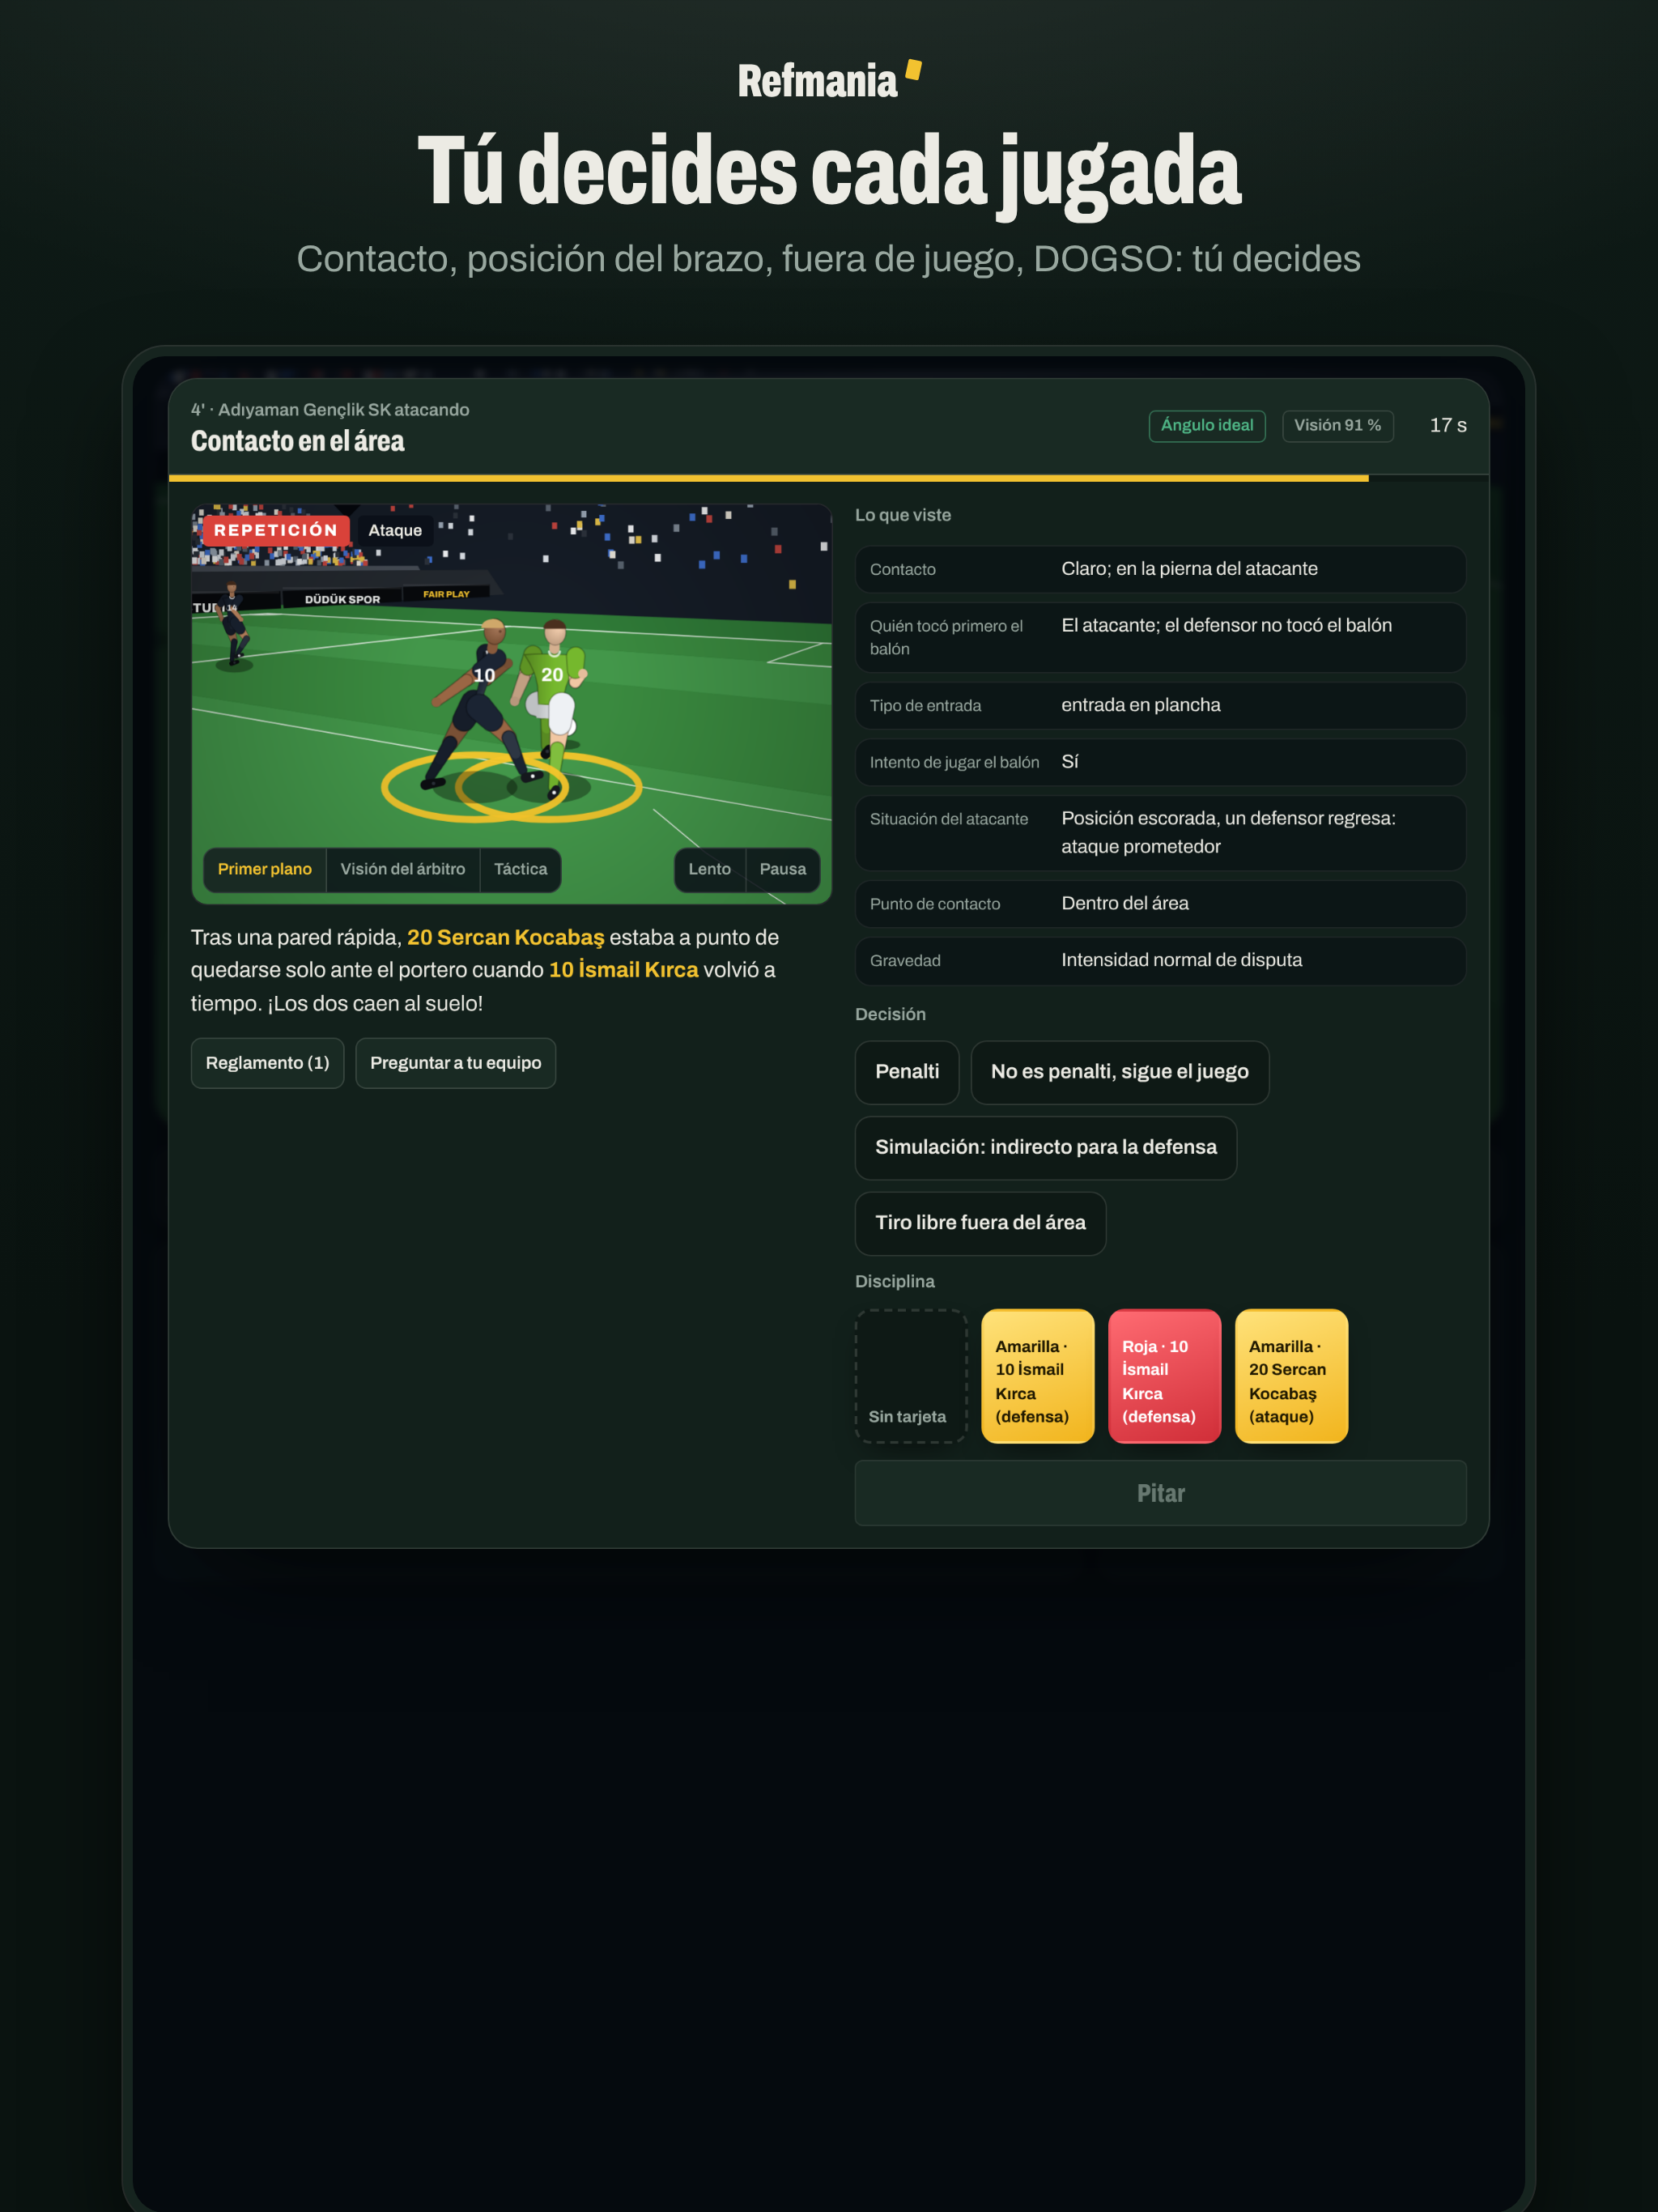 Refmania
Tú decides cada jugada
Contacto, posición del brazo, fuera de juego, DOGSO: tú decides
4' · Adıyaman Gençlik SK atacando
Contacto en el área
Ángulo ideal
Visión 91 %
17 s
REPETICIÓN
Ataque
DÜDÜK SPOR
FAIR PLAY
10
20
Primer plano
Visión del árbitro
Táctica
Lento
Pausa
Tras una pared rápida, 20 Sercan Kocabaş estaba a punto de
quedarse solo ante el portero cuando 10 İsmail Kırca volvió a
tiempo. ¡Los dos caen al suelo!
Reglamento (1)
Preguntar a tu equipo
Lo que viste
Contacto
Claro; en la pierna del atacante
Quién tocó primero el
balón
El atacante; el defensor no tocó el balón
Tipo de entrada
entrada en plancha
Intento de jugar el balón
Sí
Situación del atacante
Posición escorada, un defensor regresa:
ataque prometedor
Punto de contacto
Dentro del área
Gravedad
Intensidad normal de disputa
Decisión
Penalti
No es penalti, sigue el juego
Simulación: indirecto para la defensa
Tiro libre fuera del área
Disciplina
Sin tarjeta
Amarilla ·
10 İsmail
Kırca
(defensa)
Roja · 10
İsmail
Kırca
(defensa)
Amarilla ·
20 Sercan
Kocabaş
(ataque)
Pitar